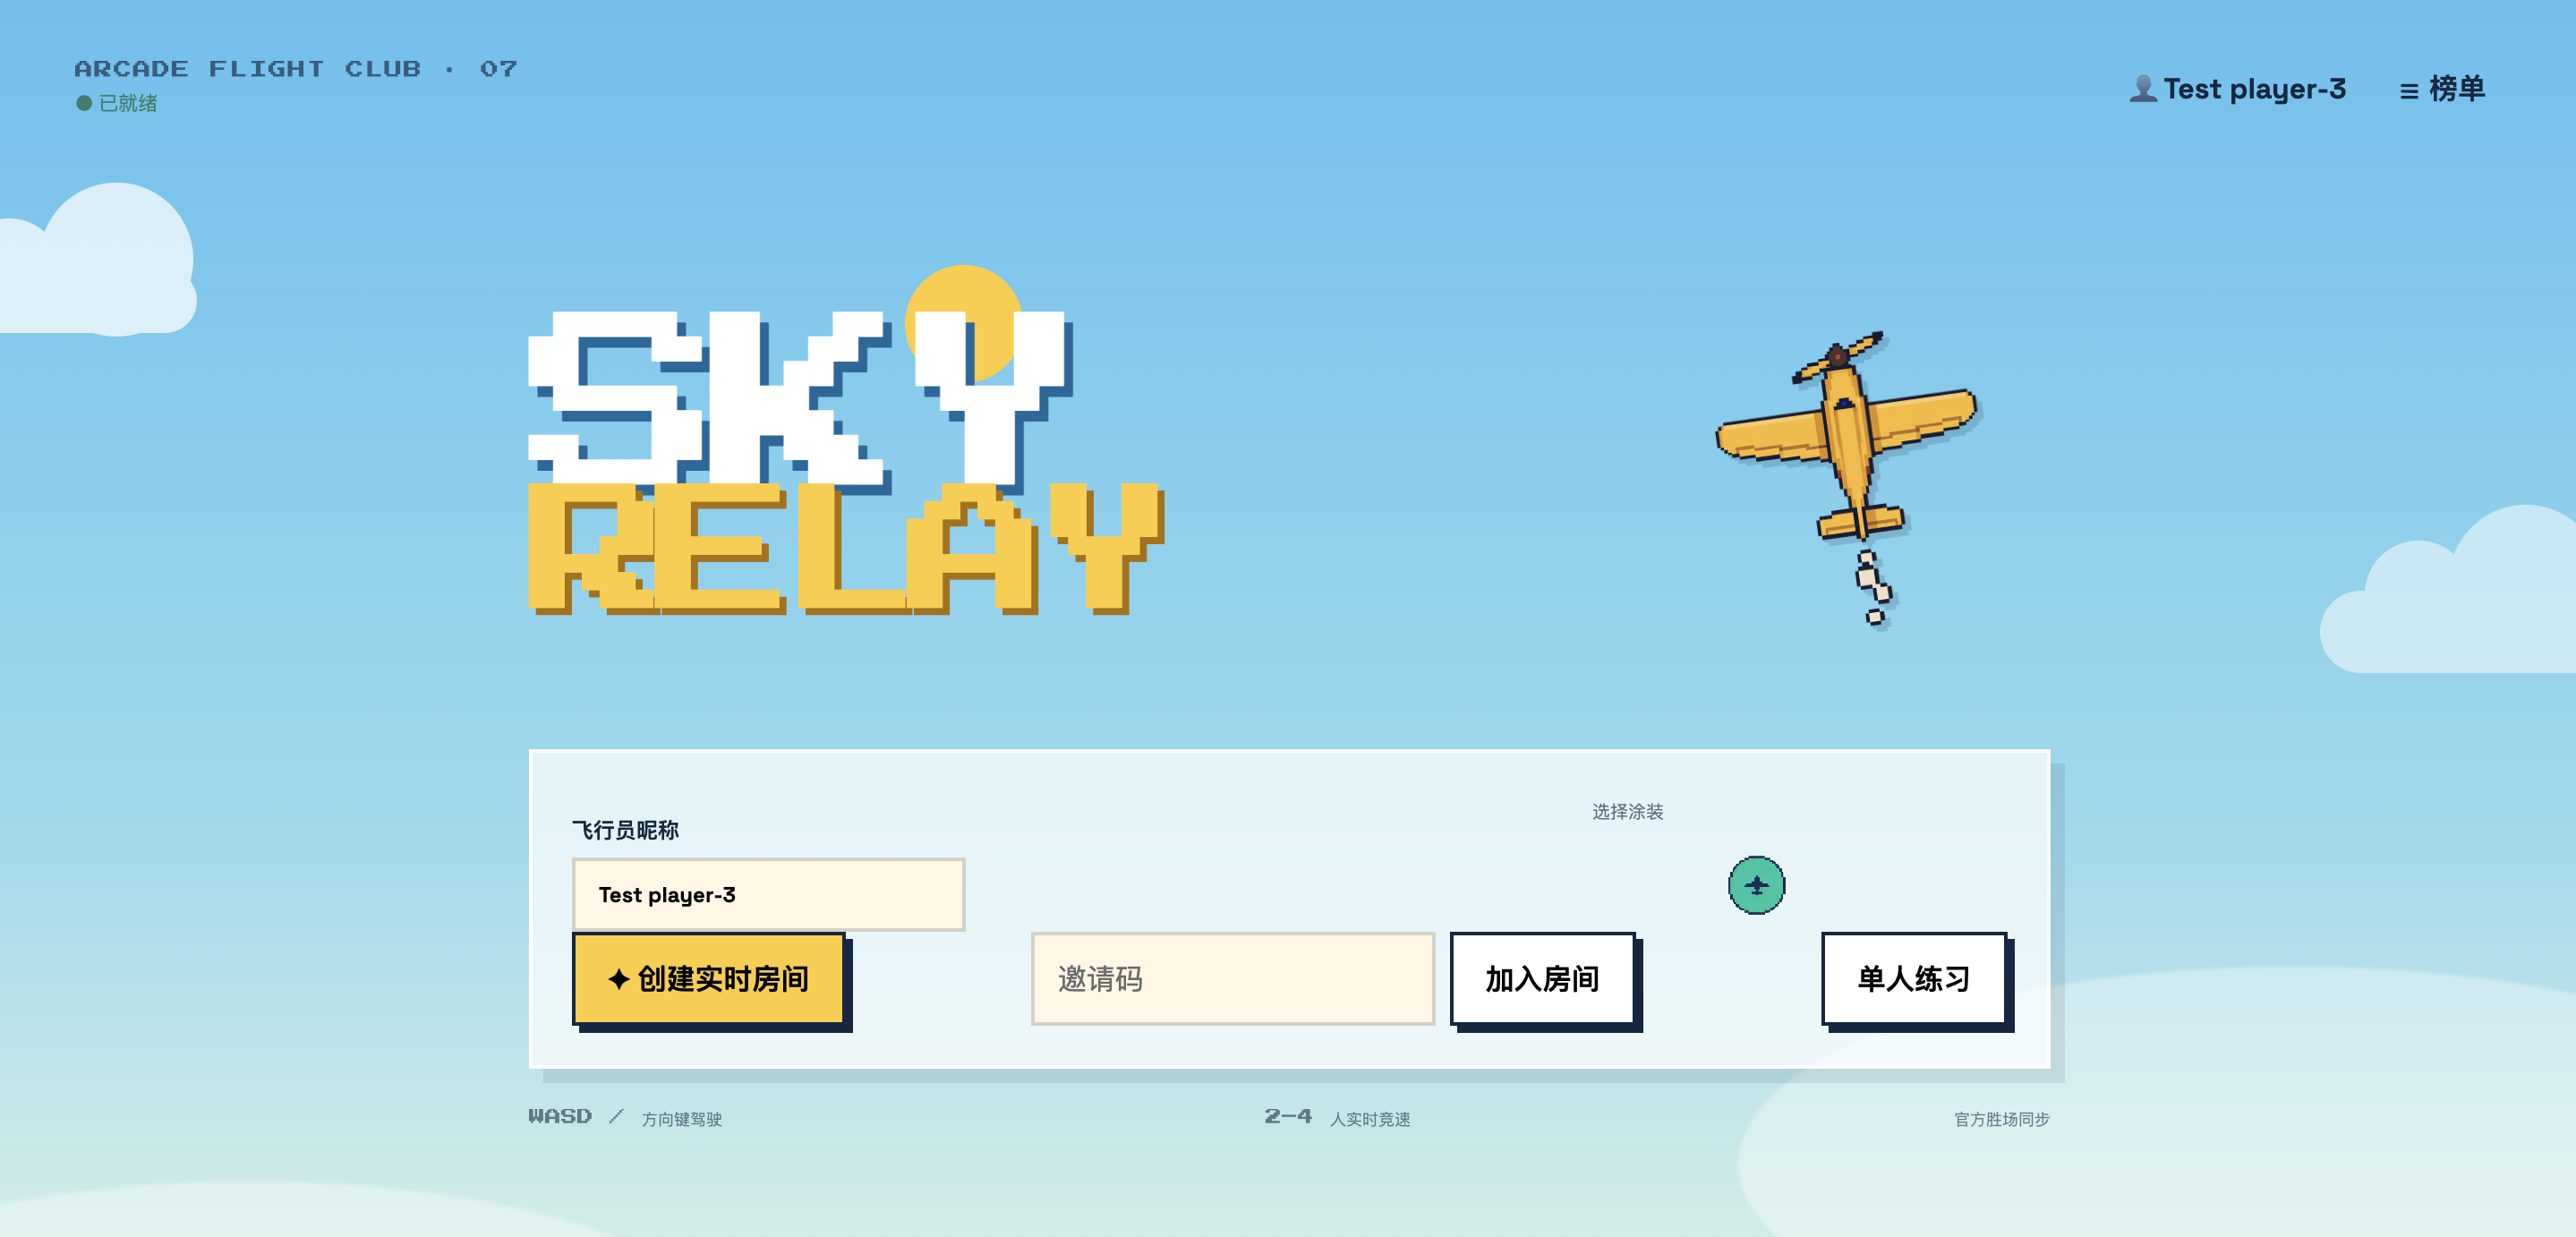 ARCADE FLIGHT CLUB · 07
已就绪
Test player-3
≡ 榜单
SKY
RELAY
选择涂装
飞行员昵称
Test player-3
✦ 创建实时房间
邀请码
加入房间
单人练习
WASD / 方向键驾驶
2-4 人实时竞速
官方胜场同步